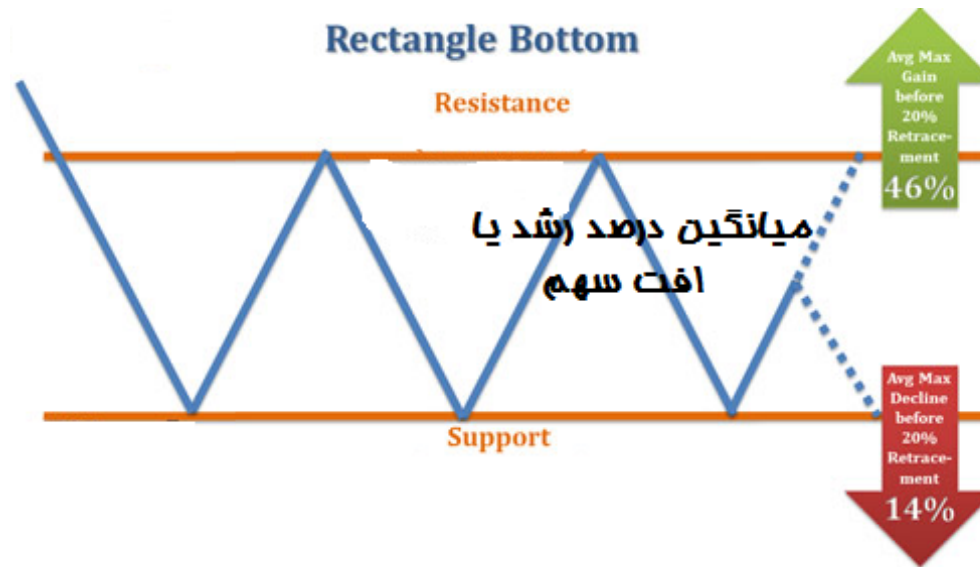 Rectangle Bottom
Resistance
Avg Max
Gain
before
20%
Retrace-
ment
46%
میانگین درصد رشد یا
افت سهم
Avg Max
Decline
before
20%
Retrace-
ment
14%
Support